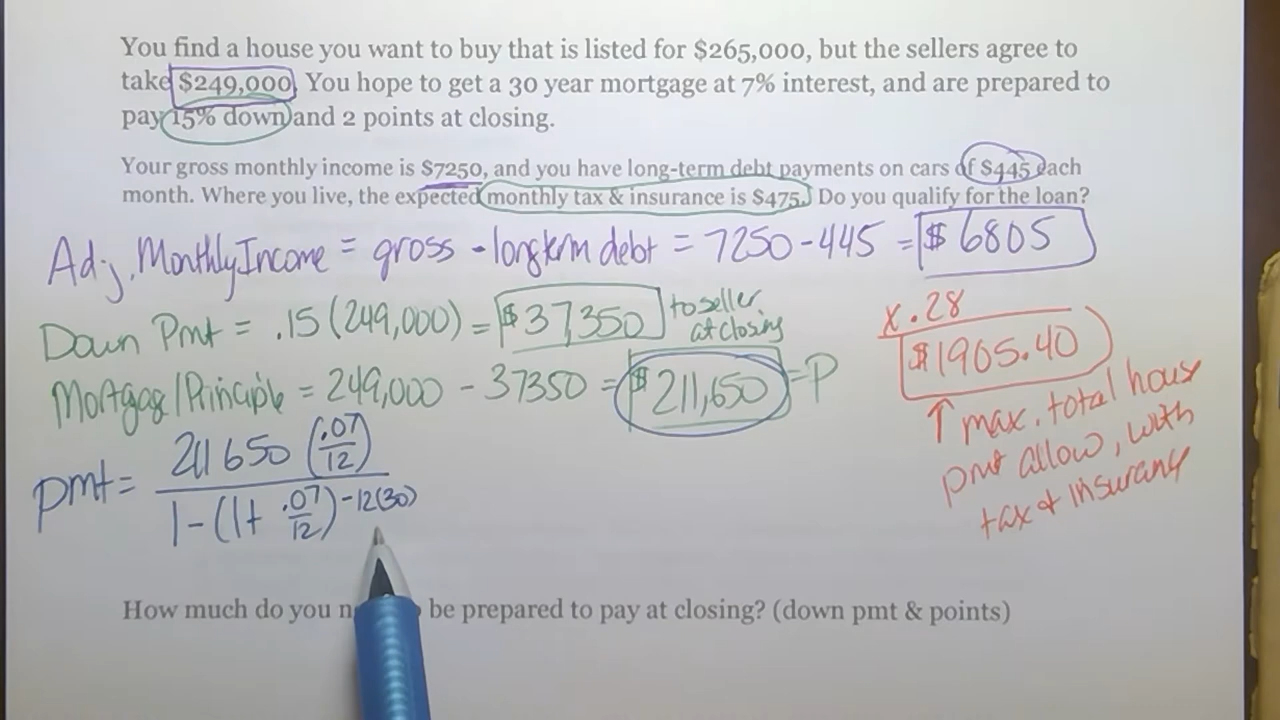 You find a house you want to buy that is listed for $265,000, but the sellers agree to
take $249,000. You hope to get a 30 year mortgage at 7% interest, and are prepared to
pay 15% down and 2 points at closing.
Your gross monthly income is $7250, and you have long-term debt payments on cars of $445 each
month. Where you live, the expected monthly tax & insurance is $475. Do you qualify for the loan?
Adj. Monthly Income = gross - longterm debt = 7250 - 445 = $6805
Down Pmt = .15 (249,000) = $37,350 to seller
at closing
x .28
$1905.40
↑ max. total house
pmt allow, with
tax & insurance
Mortgage/Principle = 249,000 - 37350 = $211,650 = P
pmt = 211650 (.07/12)
1 - (1 + .07/12) -12(30)
How much do you n be prepared to pay at closing? (down pmt & points)